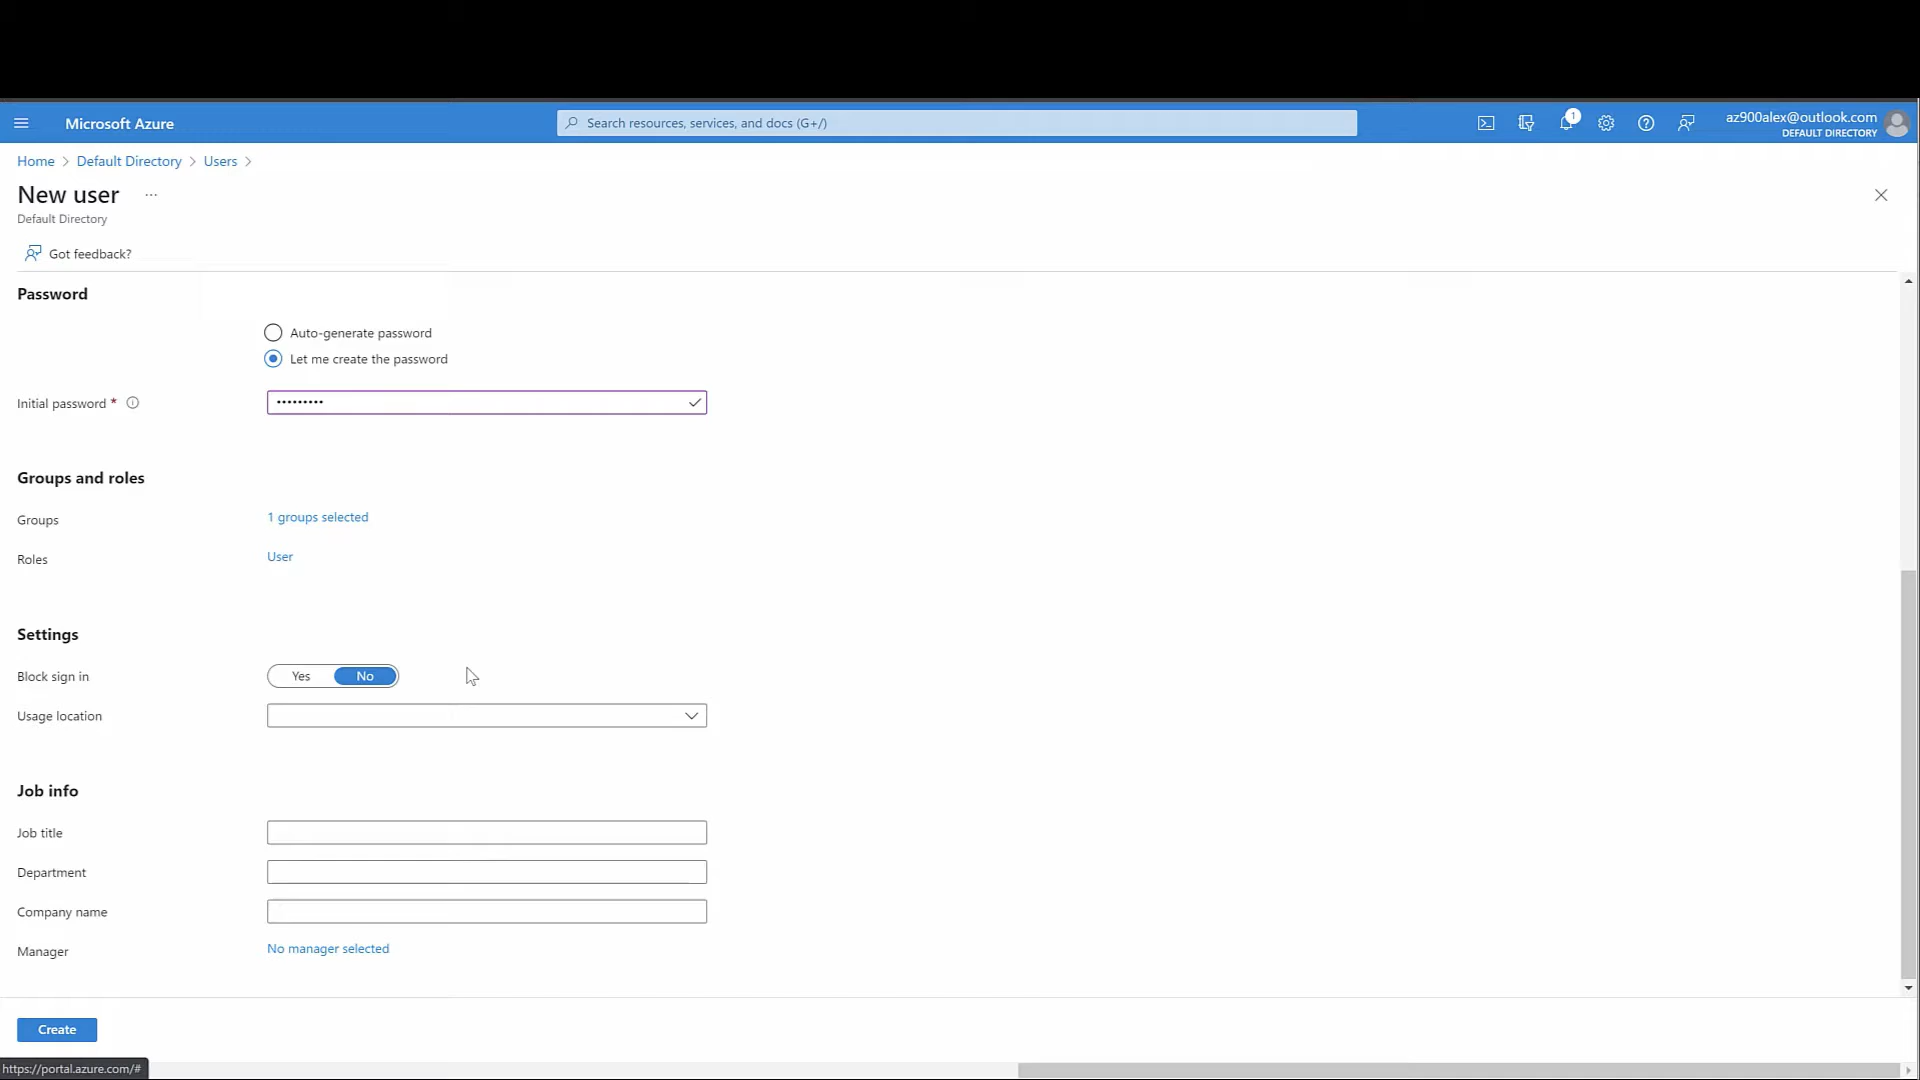 Microsoft Azure
Search resources, services, and docs (G+/)
1
az900alex@outlook.com
DEFAULT DIRECTORY
Home > Default Directory > Users >
New user ...
Default Directory
Got feedback?
Password
Auto-generate password
Let me create the password
Initial password *
•••••••••
Groups and roles
Groups
1 groups selected
Roles
User
Settings
Block sign in
Yes No
Usage location
Job info
Job title
Department
Company name
Manager
No manager selected
Create
https://portal.azure.com/#